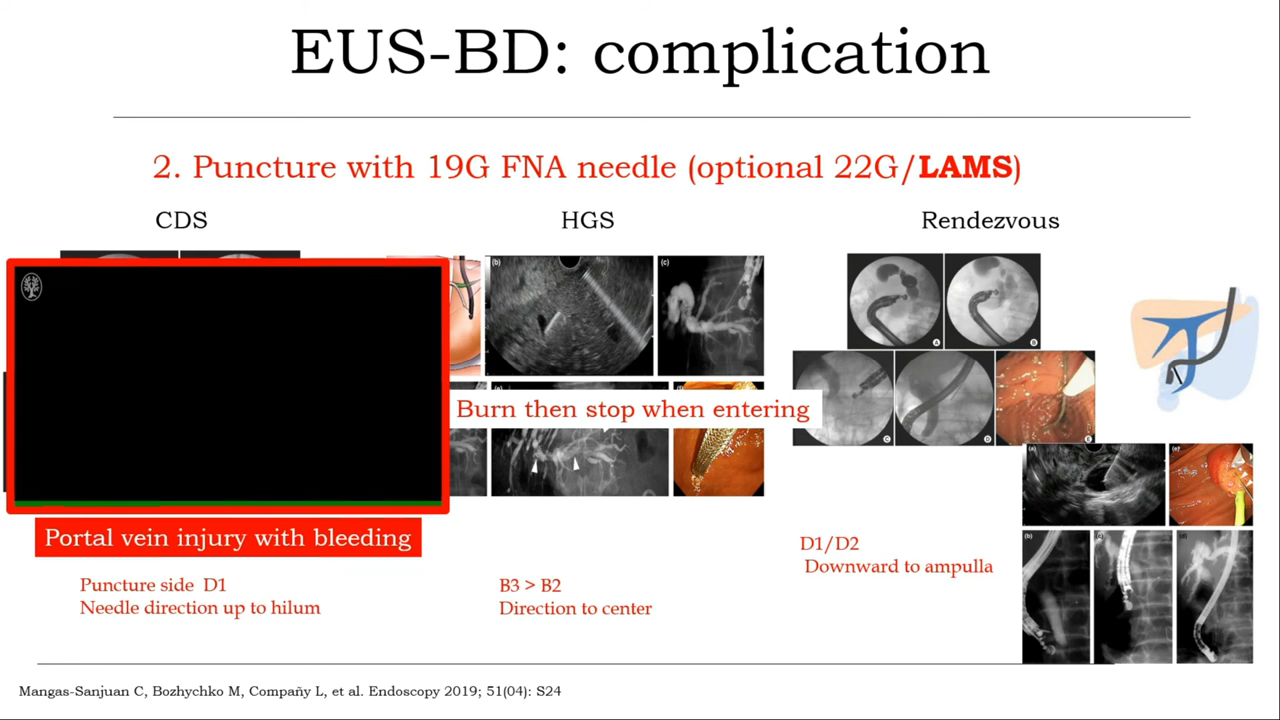 EUS-BD: complication
2. Puncture with 19G FNA needle (optional 22G/LAMS)
CDS
HGS
Rendezvous
(b)
(c)
A
B
Burn then stop when entering
C
D
E
(a)
(e)
(b)
(d)
Portal vein injury with bleeding
Puncture side D1
Needle direction up to hilum
B3 > B2
Direction to center
D1/D2
Downward to ampulla
Mangas-Sanjuan C, Bozhychko M, Compañy L, et al. Endoscopy 2019; 51(04): S24